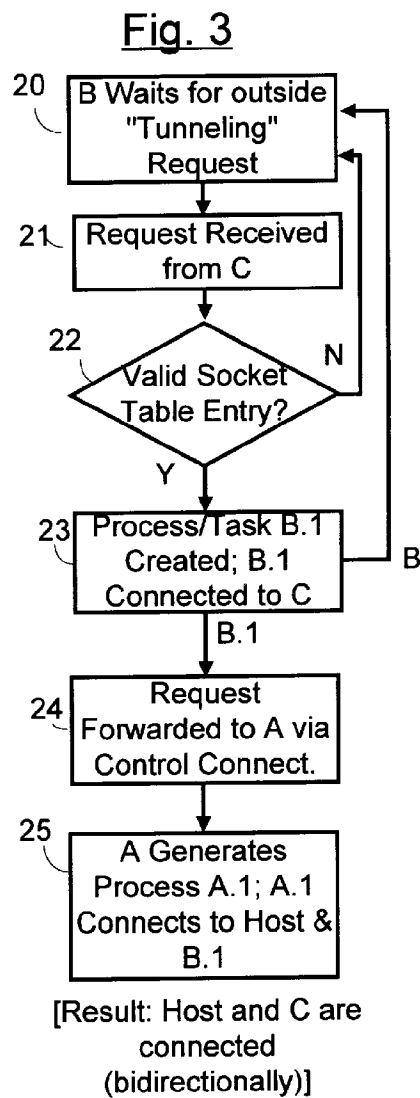 Fig. 3
20
B Waits for outside
"Tunneling"
Request
21
Request Received
from C
22
Valid Socket
Table Entry?
N
Y
23
Process/Task B.1
Created; B.1
Connected to C
B
B.1
24
Request
Forwarded to A via
Control Connect.
25
A Generates
Process A.1; A.1
Connects to Host &
B.1
[Result: Host and C are
connected
(bidirectionally)]